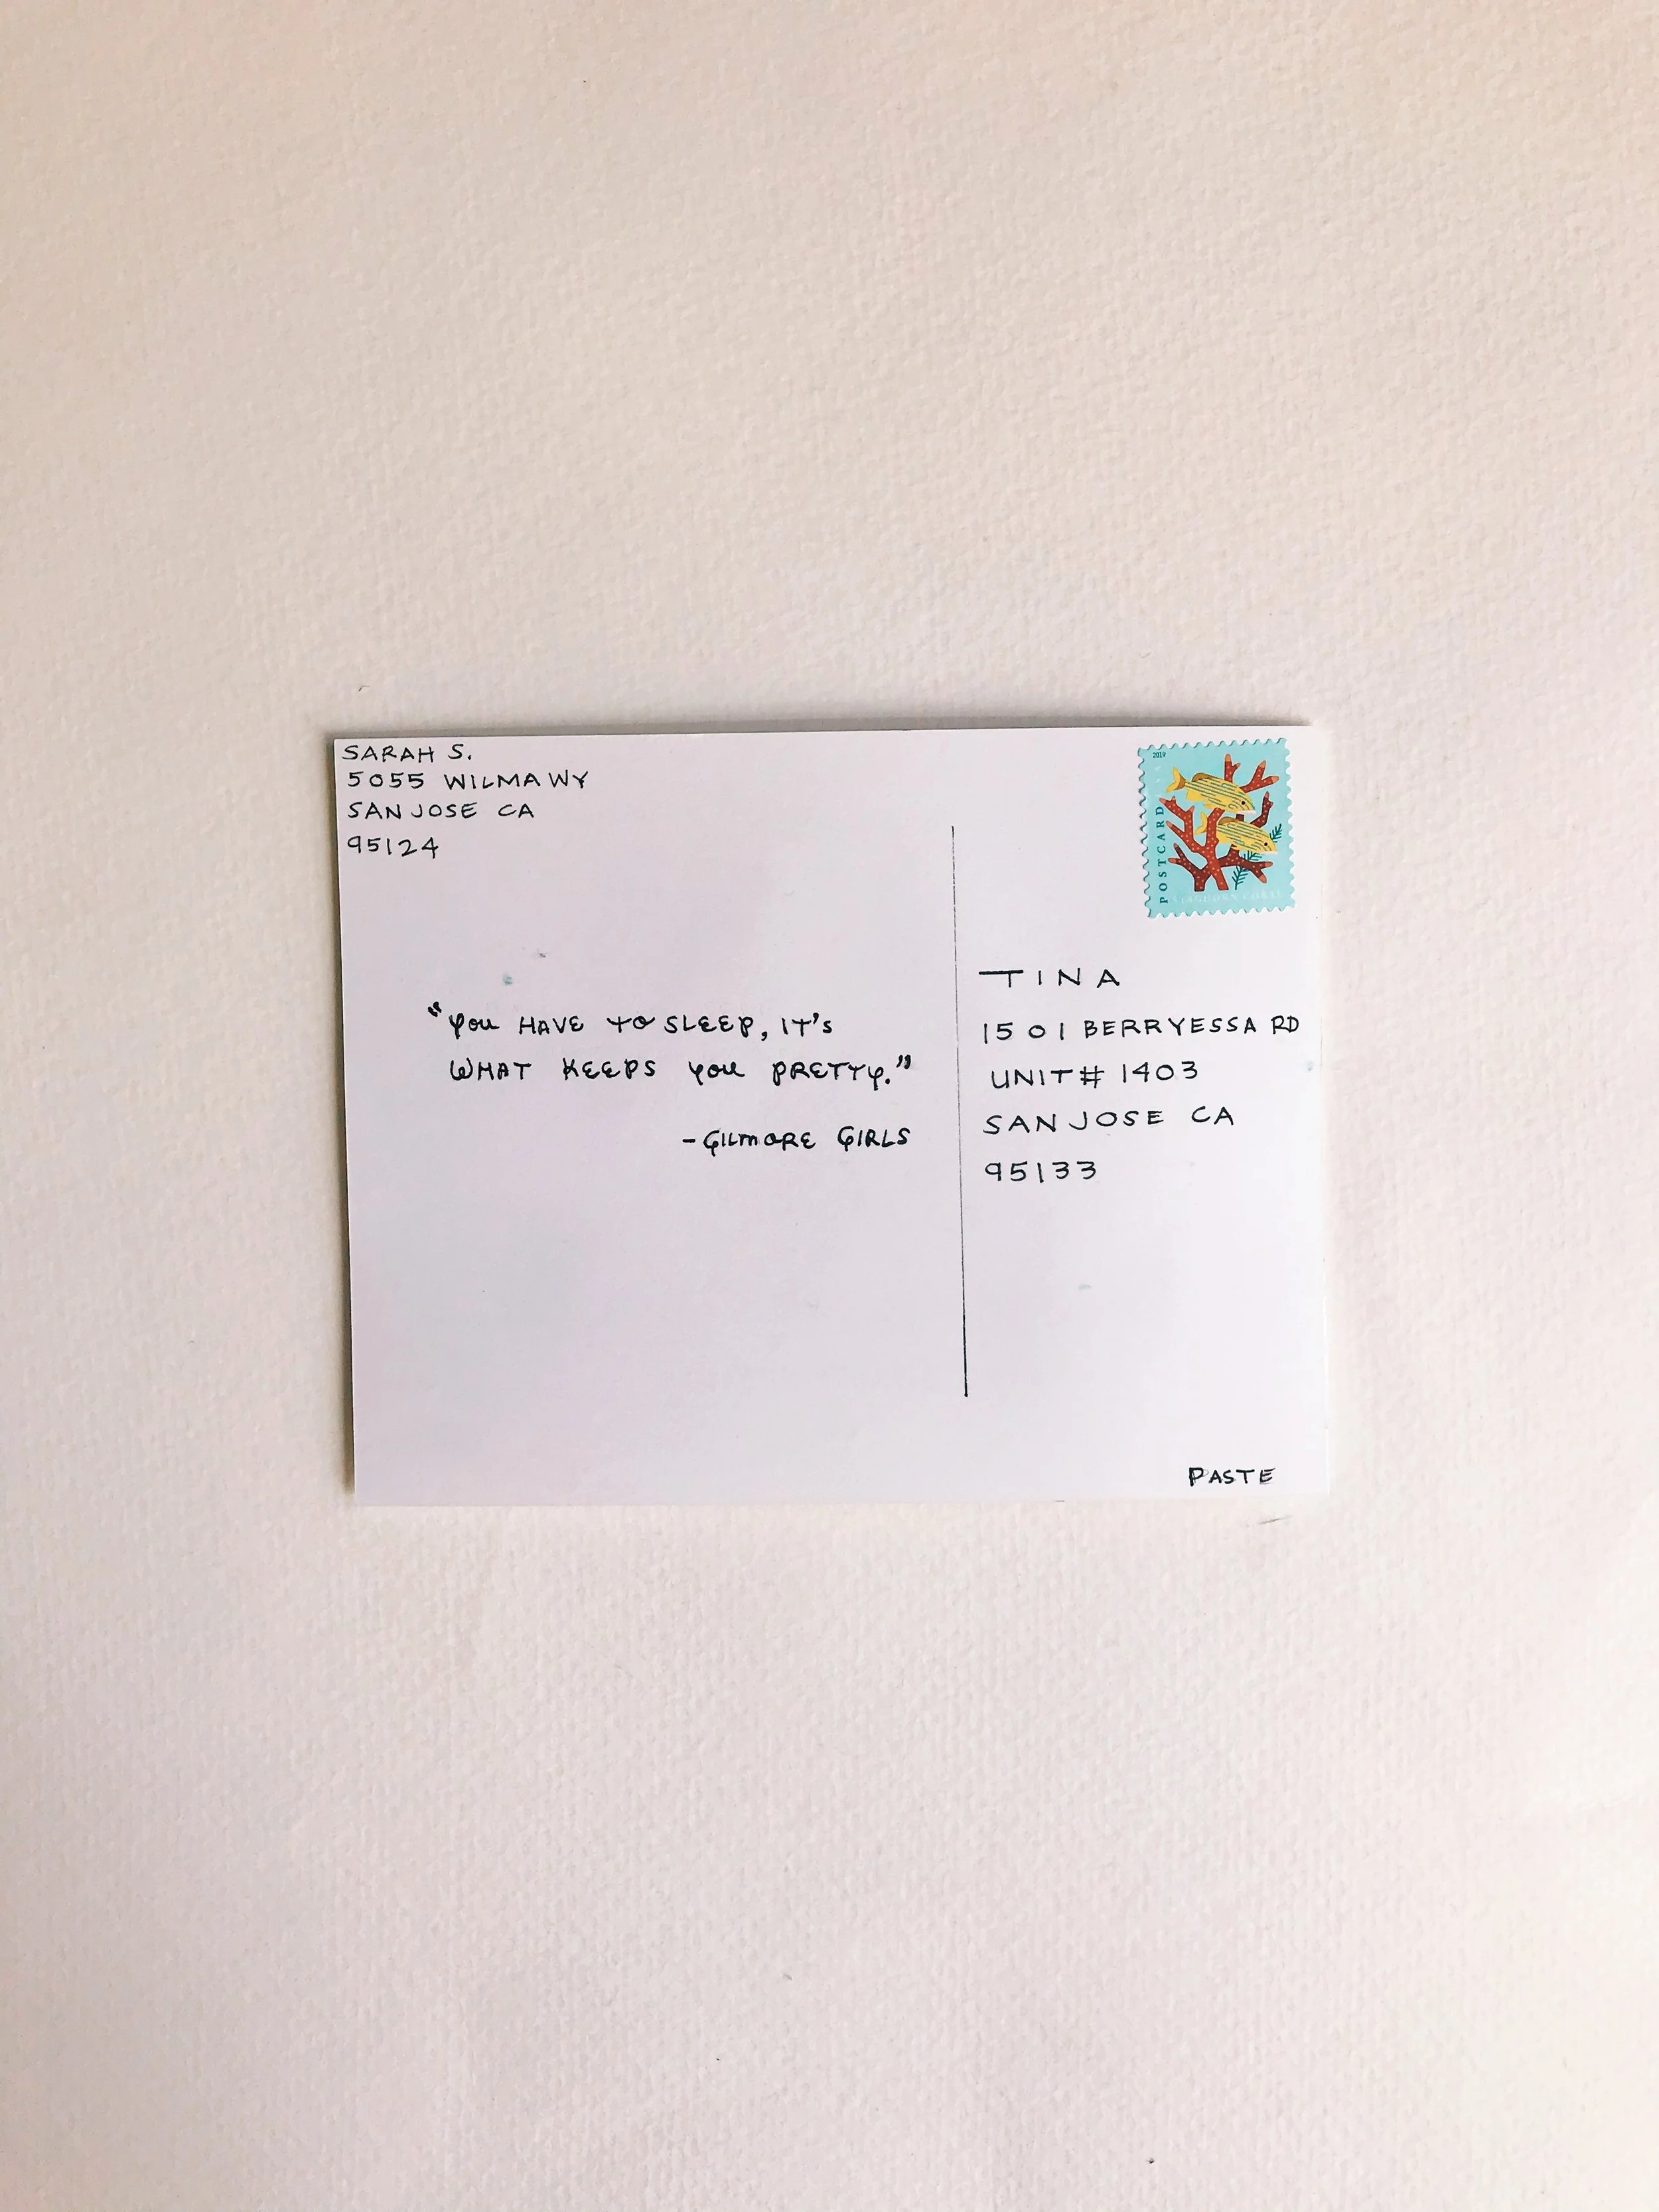 SARAH S.
5055 WILMA WY
SAN JOSE CA
95124
2019
POSTCARD
"YOU HAVE TO SLEEP, IT'S
WHAT KEEPS YOU PRETTY."
-GILMORE GIRLS
TINA
1501 BERRYESSA RD
UNIT# 1403
SAN JOSE CA
95133
PASTE